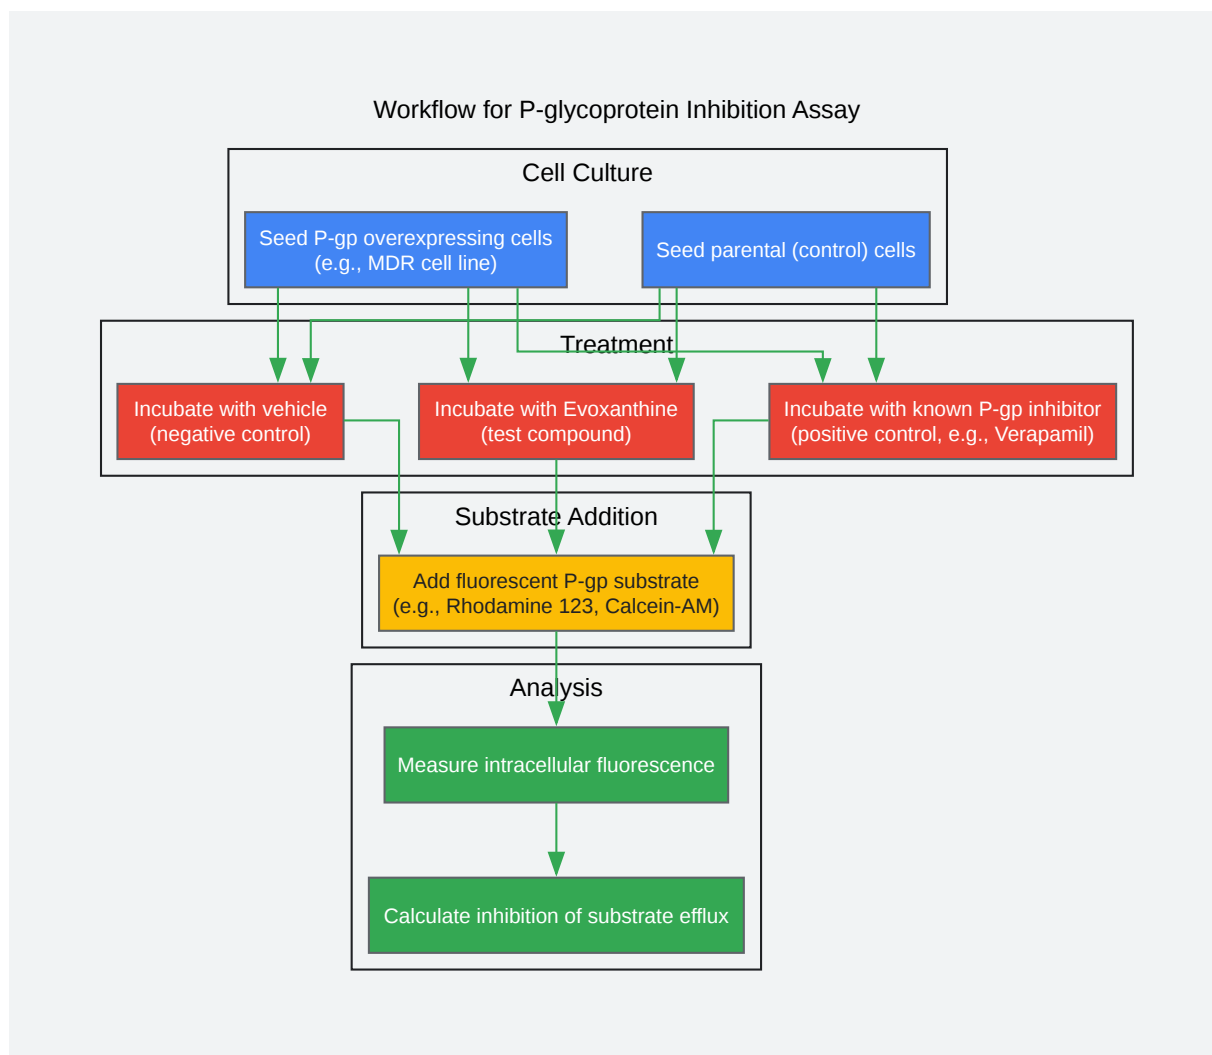 Workflow for P-glycoprotein Inhibition Assay
Cell Culture
Seed P-gp overexpressing cells
(e.g., MDR cell line)
Seed parental (control) cells
Treatment
Incubate with vehicle
(negative control)
Incubate with Evoxanthine
(test compound)
Incubate with known P-gp inhibitor
(positive control, e.g., Verapamil)
Substrate Addition
Add fluorescent P-gp substrate
(e.g., Rhodamine 123, Calcein-AM)
Analysis
Measure intracellular fluorescence
Calculate inhibition of substrate efflux